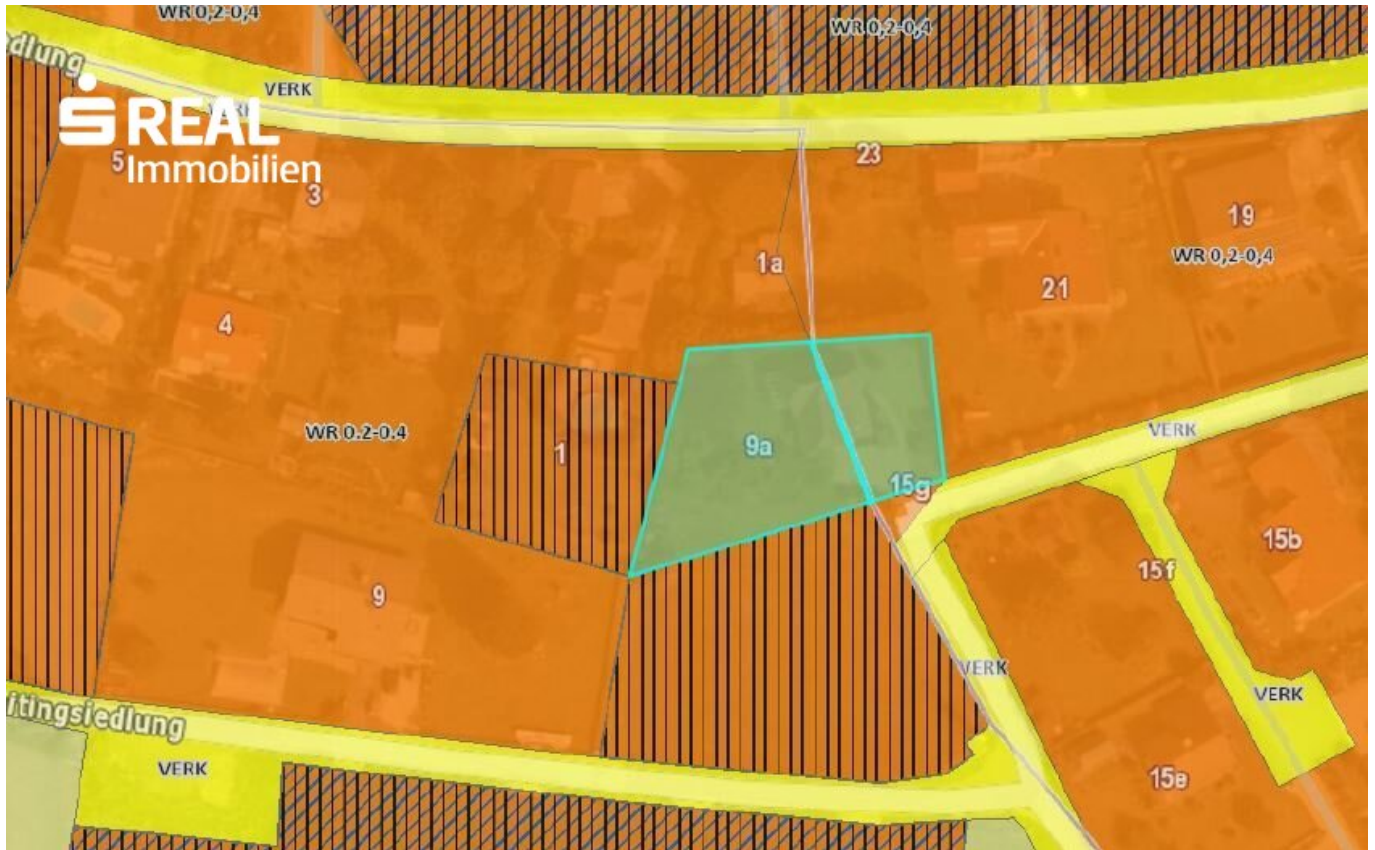 WR 0,2-0,4
WR 0,2-0,4
dlung
VERK
VERK
S REAL
Immobilien
5
3
23
19
WR 0,2-0,4
1a
21
4
WR 0.2-0.4
1
9a
VERK
15g
15b
15f
9
VERK
VERK
itingsiedlung
VERK
15e